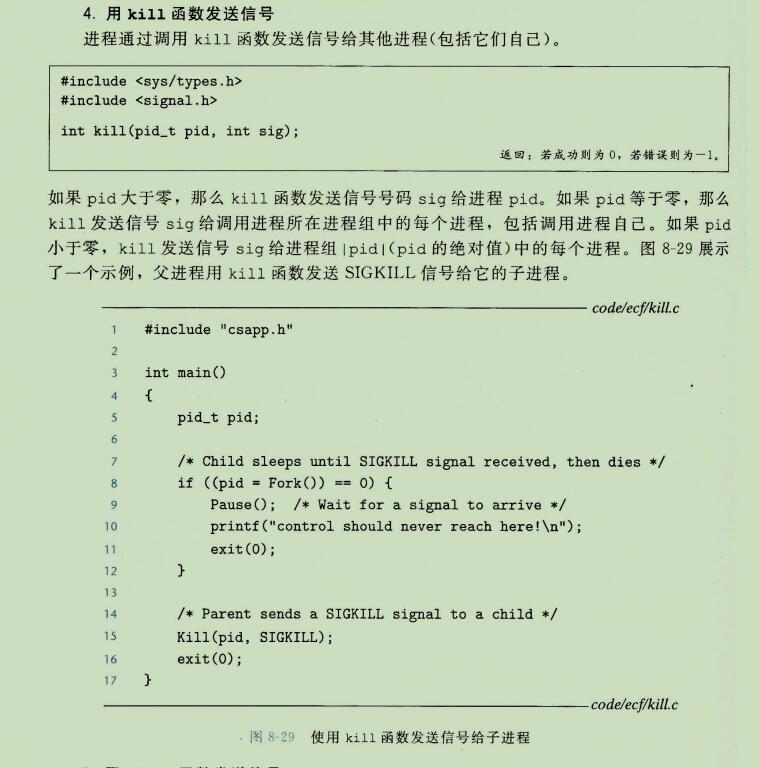 4. 用 kill 函数发送信号
进程通过调用 kill 函数发送信号给其他进程(包括它们自己)。
#include <sys/types.h>
#include <signal.h>
int kill(pid_t pid, int sig);
返回：若成功则为 0，若错误则为－1。
如果 pid 大于零，那么 kill 函数发送信号号码 sig 给进程 pid。如果 pid 等于零，那么
kill 发送信号 sig 给调用进程所在进程组中的每个进程，包括调用进程自己。如果 pid
小于零，kill 发送信号 sig 给进程组|pid|(pid 的绝对值)中的每个进程。图 8-29 展示
了一个示例，父进程用 kill 函数发送 SIGKILL 信号给它的子进程。
code/ecf/kill.c
1 #include "csapp.h"
2
3 int main()
4 {
5 pid_t pid;
6
7 /* Child sleeps until SIGKILL signal received, then dies */
8 if ((pid = Fork()) == 0) {
9 Pause(); /* Wait for a signal to arrive */
10 printf("control should never reach here!\n");
11 exit(0);
12 }
13
14 /* Parent sends a SIGKILL signal to a child */
15 Kill(pid, SIGKILL);
16 exit(0);
17 }
code/ecf/kill.c
图 8-29 使用 kill 函数发送信号给子进程